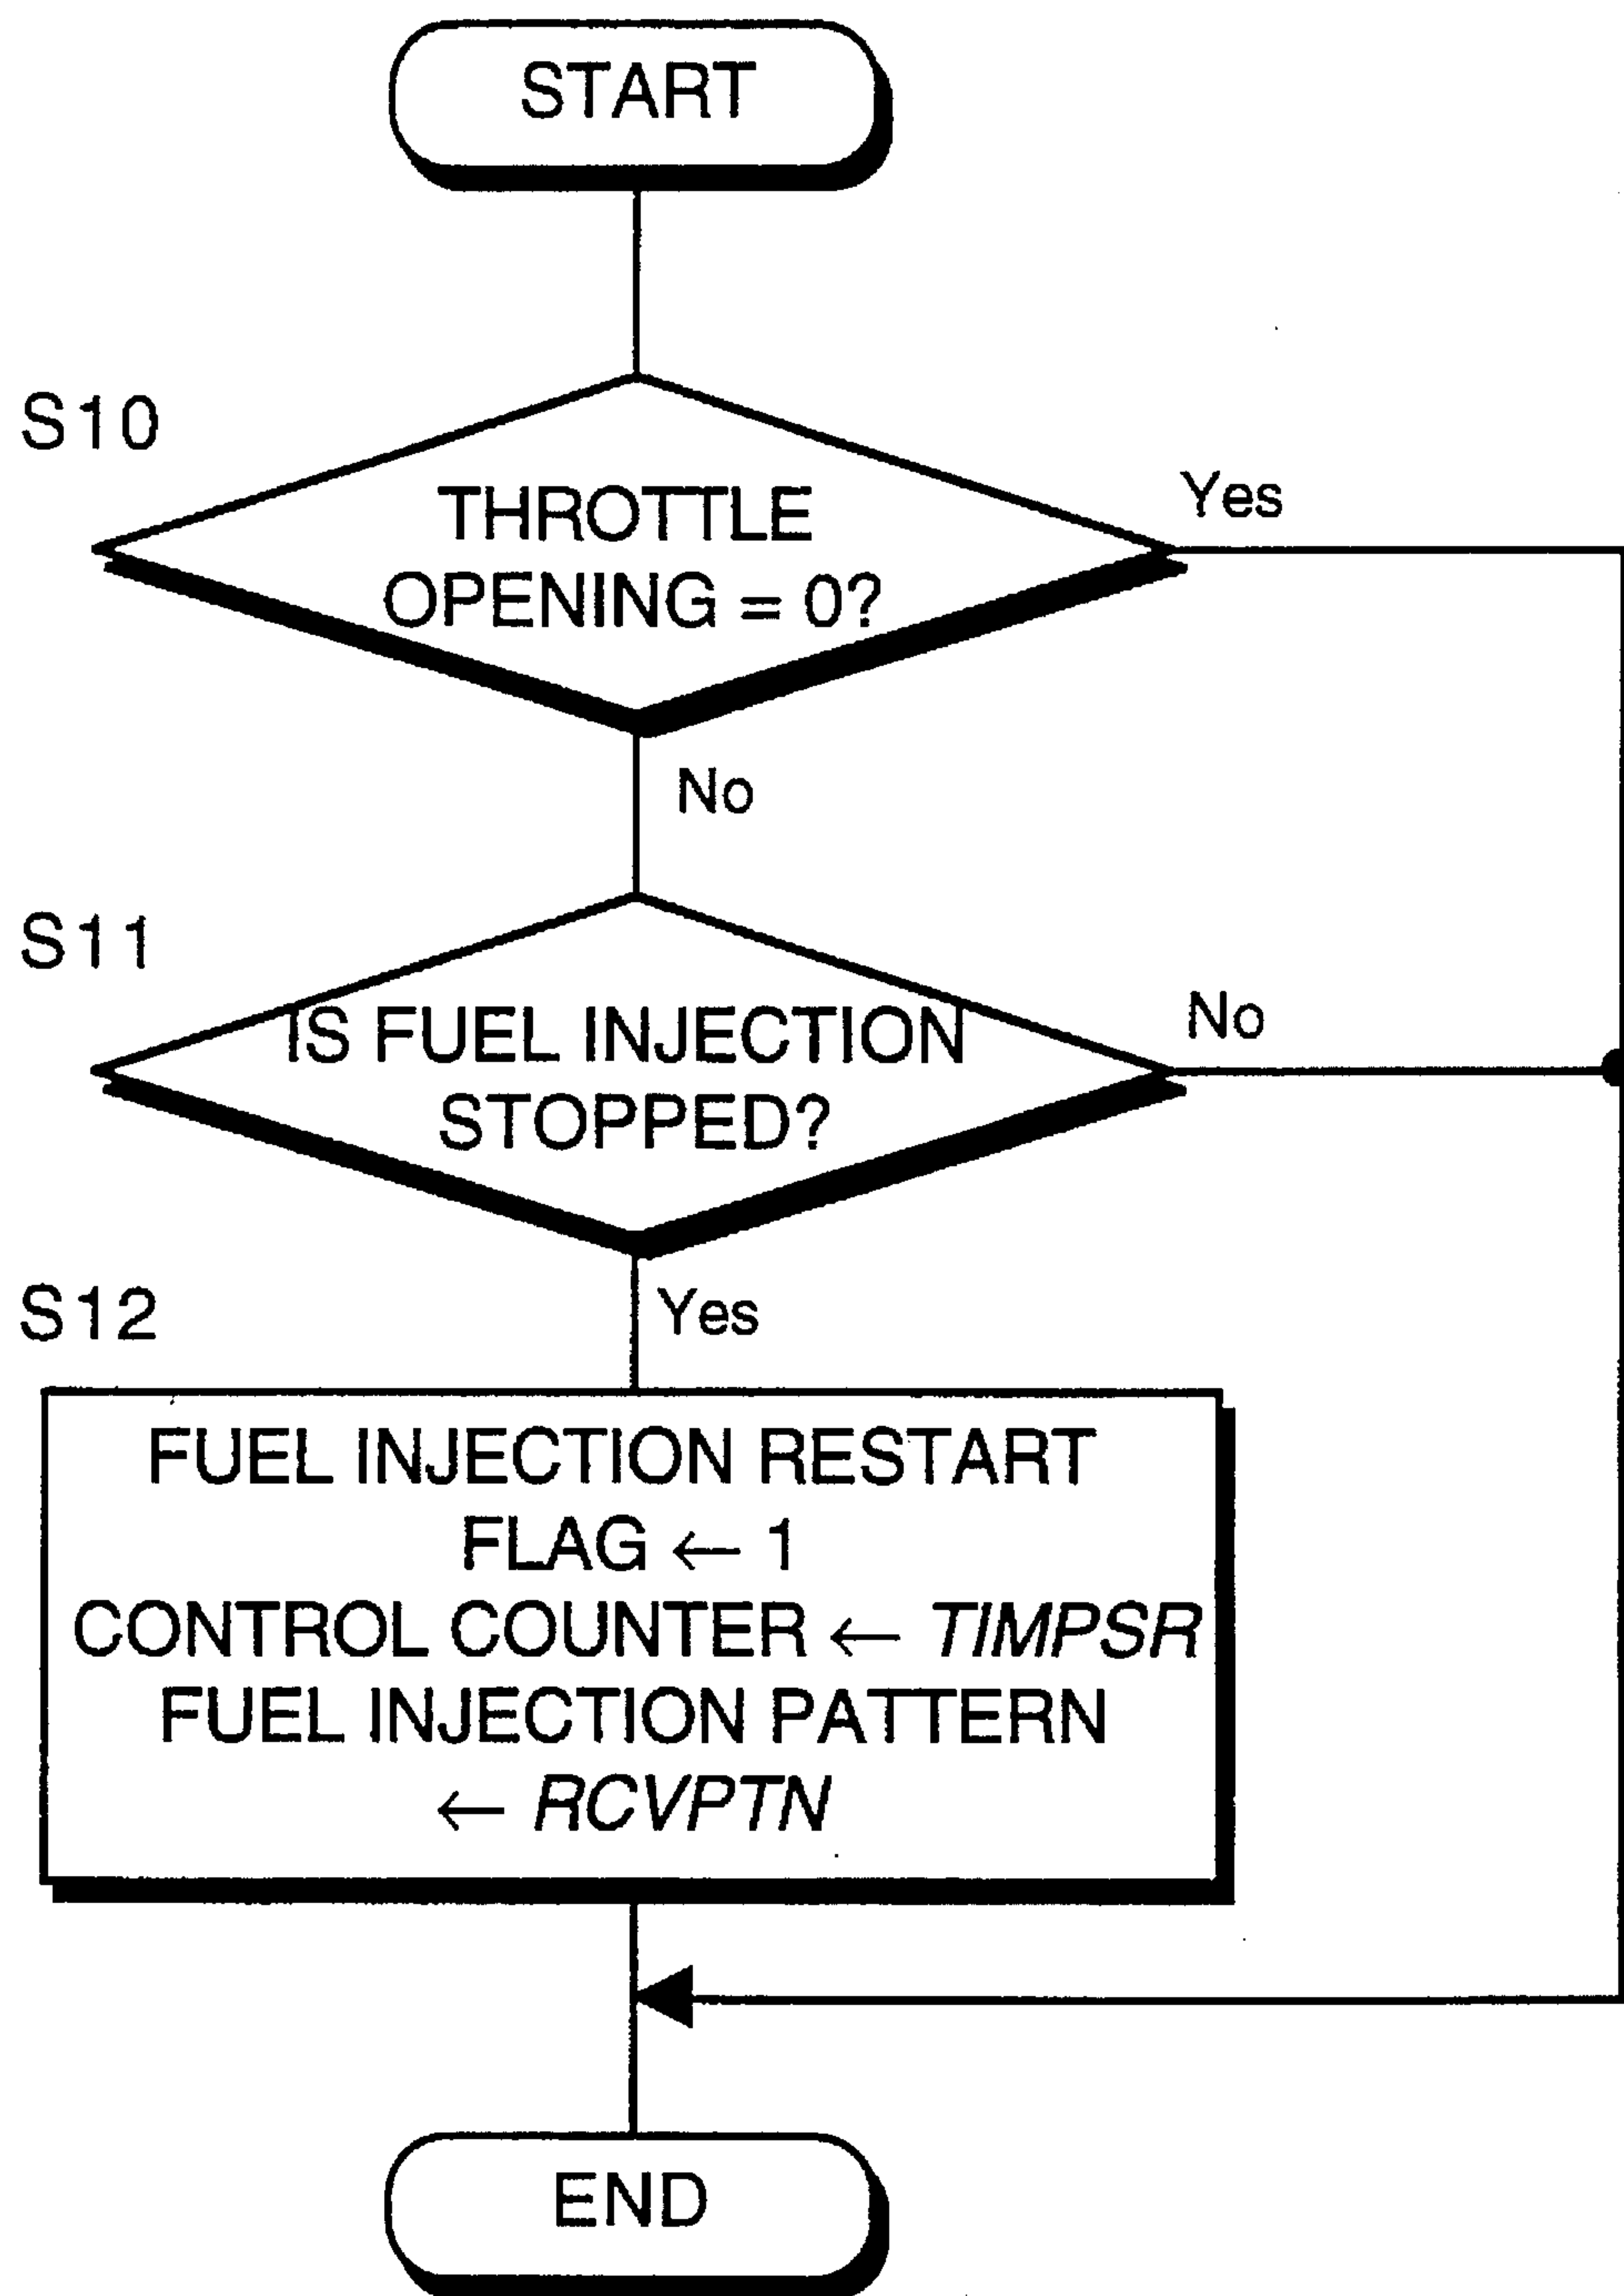 START
S10
THROTTLE
OPENING = 0?
Yes
No
S11
IS FUEL INJECTION
STOPPED?
No
Yes
S12
FUEL INJECTION RESTART
FLAG ← 1
CONTROL COUNTER ← TIMPSR
FUEL INJECTION PATTERN
← RCVPTN
END